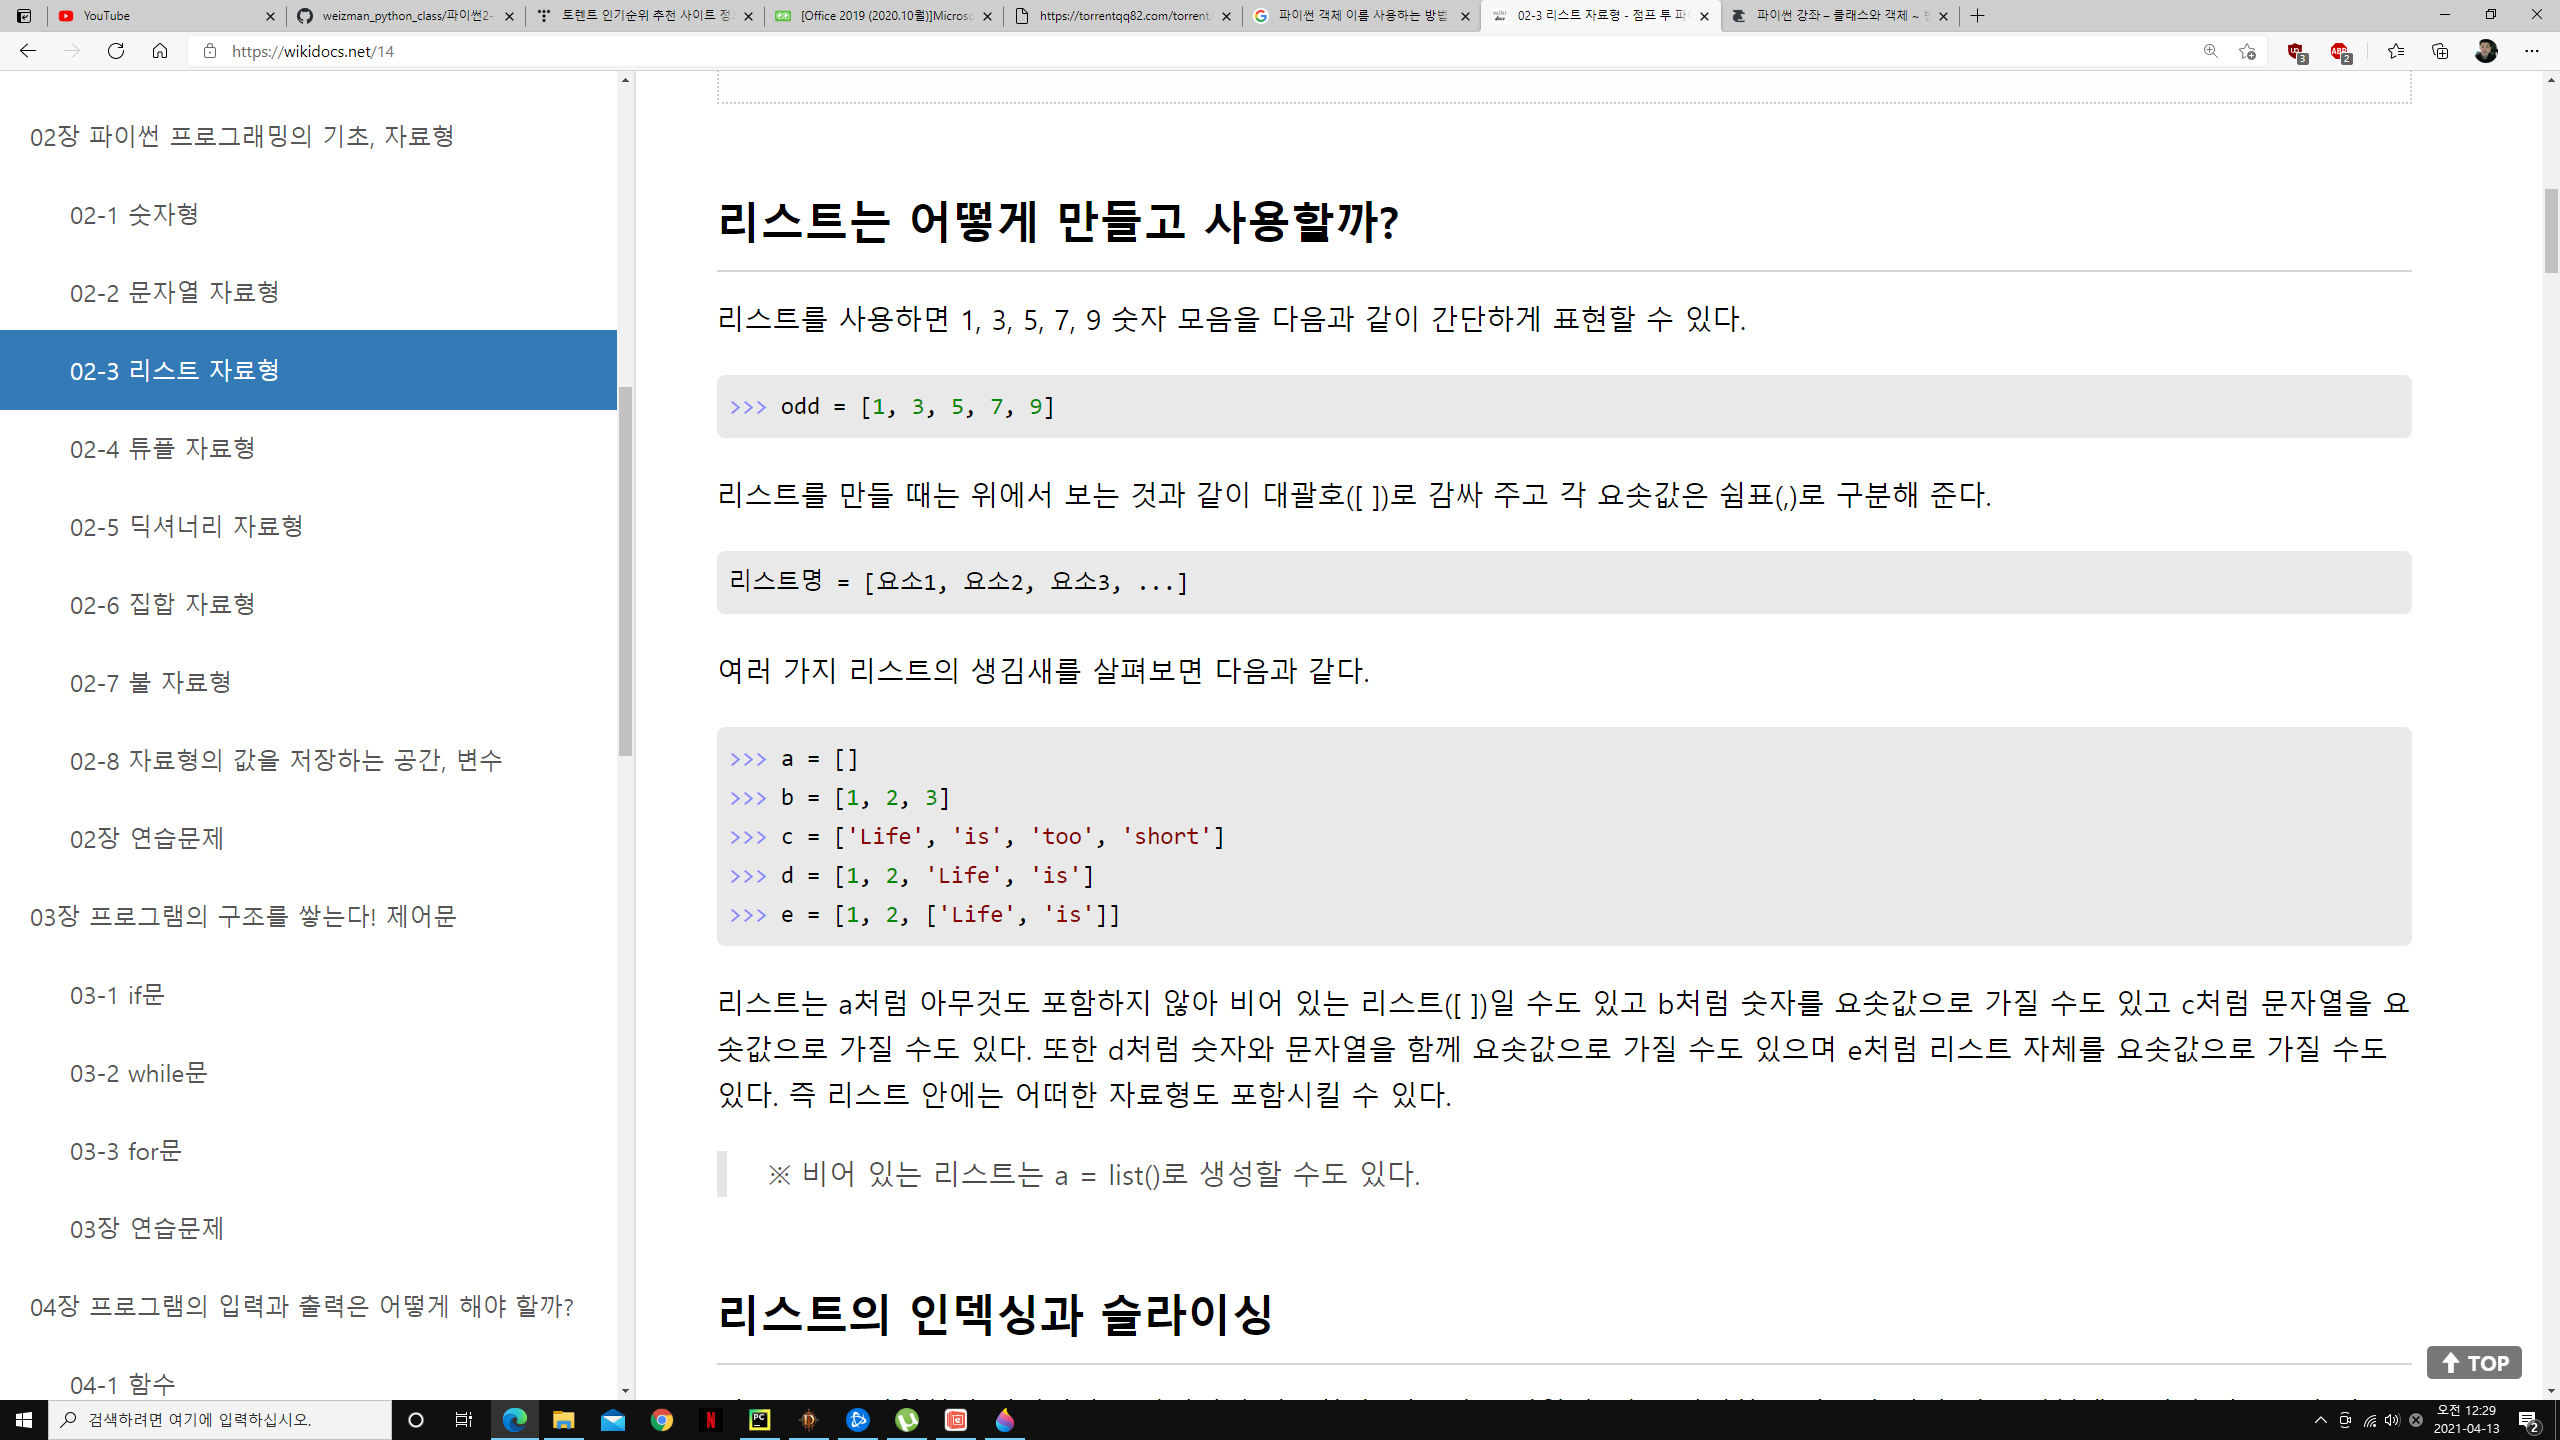 YouTube
weizman_python_class/파이썬2-
토렌트 인기순위 추천 사이트 정
[Office 2019 (2020.10월)]Microsc
https://torrentqq82.com/torrent
파이썬 객체 이름 사용하는 방법
02-3 리스트 자료형 - 점프 투 파이
파이썬 강좌 – 클래스와 객체 ~
https://wikidocs.net/14
3
2
02장 파이썬 프로그래밍의 기초, 자료형
02-1 숫자형
02-2 문자열 자료형
02-3 리스트 자료형
02-4 튜플 자료형
02-5 딕셔너리 자료형
02-6 집합 자료형
02-7 불 자료형
02-8 자료형의 값을 저장하는 공간, 변수
02장 연습문제
03장 프로그램의 구조를 쌓는다! 제어문
03-1 if문
03-2 while문
03-3 for문
03장 연습문제
04장 프로그램의 입력과 출력은 어떻게 해야 할까?
04-1 함수
리스트는 어떻게 만들고 사용할까?
리스트를 사용하면 1, 3, 5, 7, 9 숫자 모음을 다음과 같이 간단하게 표현할 수 있다.
>>> odd = [1, 3, 5, 7, 9]
리스트를 만들 때는 위에서 보는 것과 같이 대괄호([ ])로 감싸 주고 각 요솟값은 쉼표(,)로 구분해 준다.
리스트명 = [요소1, 요소2, 요소3, ...]
여러 가지 리스트의 생김새를 살펴보면 다음과 같다.
>>> a = []
>>> b = [1, 2, 3]
>>> c = ['Life', 'is', 'too', 'short']
>>> d = [1, 2, 'Life', 'is']
>>> e = [1, 2, ['Life', 'is']]
리스트는 a처럼 아무것도 포함하지 않아 비어 있는 리스트([ ])일 수도 있고 b처럼 숫자를 요솟값으로 가질 수도 있고 c처럼 문자열을 요
솟값으로 가질 수도 있다. 또한 d처럼 숫자와 문자열을 함께 요솟값으로 가질 수도 있으며 e처럼 리스트 자체를 요솟값으로 가질 수도
있다. 즉 리스트 안에는 어떠한 자료형도 포함시킬 수 있다.
※ 비어 있는 리스트는 a = list()로 생성할 수도 있다.
리스트의 인덱싱과 슬라이싱
TOP
검색하려면 여기에 입력하십시오.
오전 12:29
2021-04-13
2